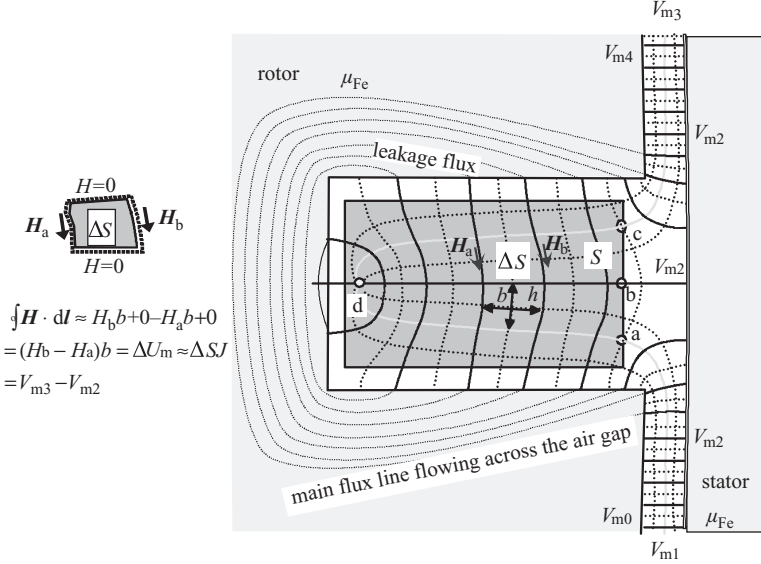 V_m3
V_m4
rotor
μ_Fe
V_m2
leakage flux
H=0
H_a
ΔS
H_b
H=0
H_a
H_b
ΔS
S
c
V_m2
d
b
h
b
a
∮H · dl ≈ H_b b+0–H_a b+0
=(H_b – H_a)b = ΔU_m ≈ ΔSJ
=V_m3 – V_m2
main flux line flowing across the air gap
V_m2
stator
V_m0
μ_Fe
V_m1